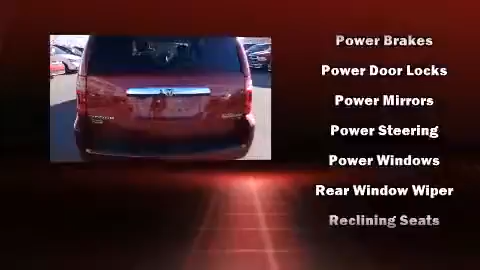 Power Brakes
Power Door Locks
Power Mirrors
Power Steering
Power Windows
Rear Window Wiper
Reclining Seats